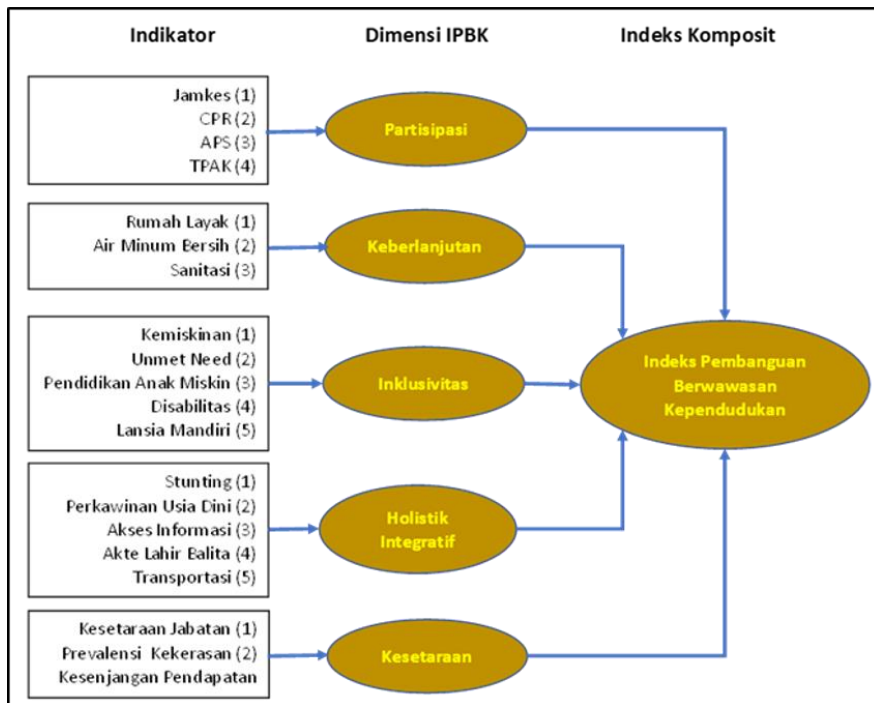 Indikator
Dimensi IPBK
Indeks Komposit
Jamkes (1)
CPR (2)
APS (3)
TPAK (4)
Partisipasi
Rumah Layak (1)
Air Minum Bersih (2)
Sanitasi (3)
Keberlanjutan
Kemiskinan (1)
Unmet Need (2)
Pendidikan Anak Miskin (3)
Disabilitas (4)
Lansia Mandiri (5)
Inklusivitas
Indeks Pembanguan
Berwawasan
Kependudukan
Stunting (1)
Perkawinan Usia Dini (2)
Akses Informasi (3)
Akte Lahir Balita (4)
Transportasi (5)
Holistik
Integratif
Kesetaraan Jabatan (1)
Prevalensi Kekerasan (2)
Kesenjangan Pendapatan
Kesetaraan